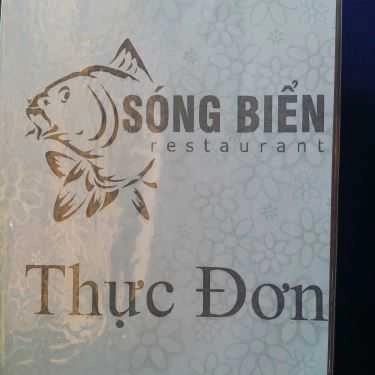 SÓNG BIỂN
restaurant
Thực Đơn